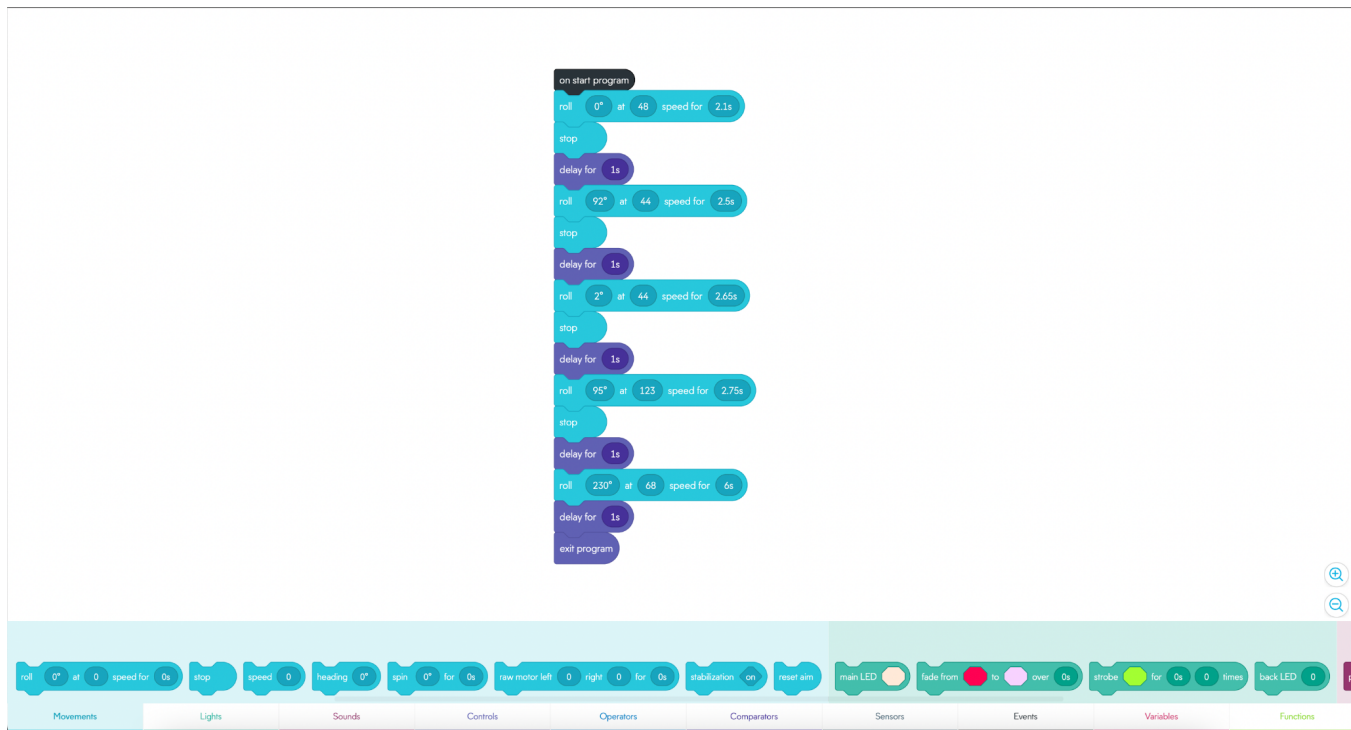 on start program
roll 0° at 48 speed for 2.1s
stop
delay for 1s
roll 92° at 44 speed for 2.5s
stop
delay for 1s
roll 2° at 44 speed for 2.65s
stop
delay for 1s
roll 95° at 123 speed for 2.75s
stop
delay for 1s
roll 230° at 68 speed for 6s
delay for 1s
exit program
roll 0° at 0 speed for 0s stop speed 0 heading 0° spin 0° for 0s raw motor left 0 right 0 for 0s stabilization on reset aim main LED fade from to over 0s strobe for 0s 0 times back LED 0
Movements Lights Sounds Controls Operators Comparators Sensors Events Variables Functions